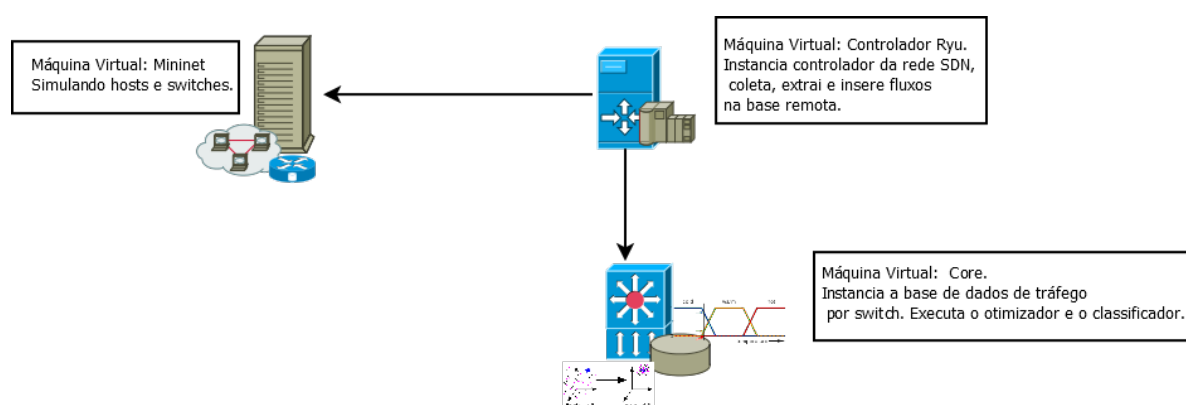 Máquina Virtual: Mininet
Simulando hosts e switches.
Máquina Virtual: Controlador Ryu.
Instancia controlador da rede SDN,
coleta, extrai e insere fluxos
na base remota.
Máquina Virtual: Core.
Instancia a base de dados de tráfego
por switch. Executa o otimizador e o classificador.